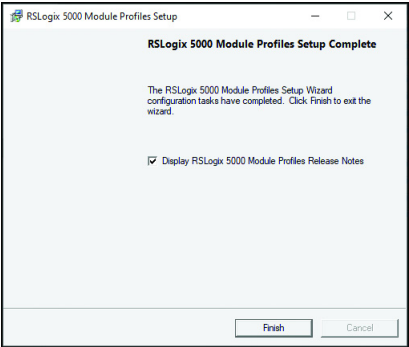 RSLogix 5000 Module Profiles Setup
RSLogix 5000 Module Profiles Setup Complete
The RSLogix 5000 Module Profiles Setup Wizard
configuration tasks have completed. Click Finish to exit the
wizard.
Display RSLogix 5000 Module Profiles Release Notes
Finish
Cancel